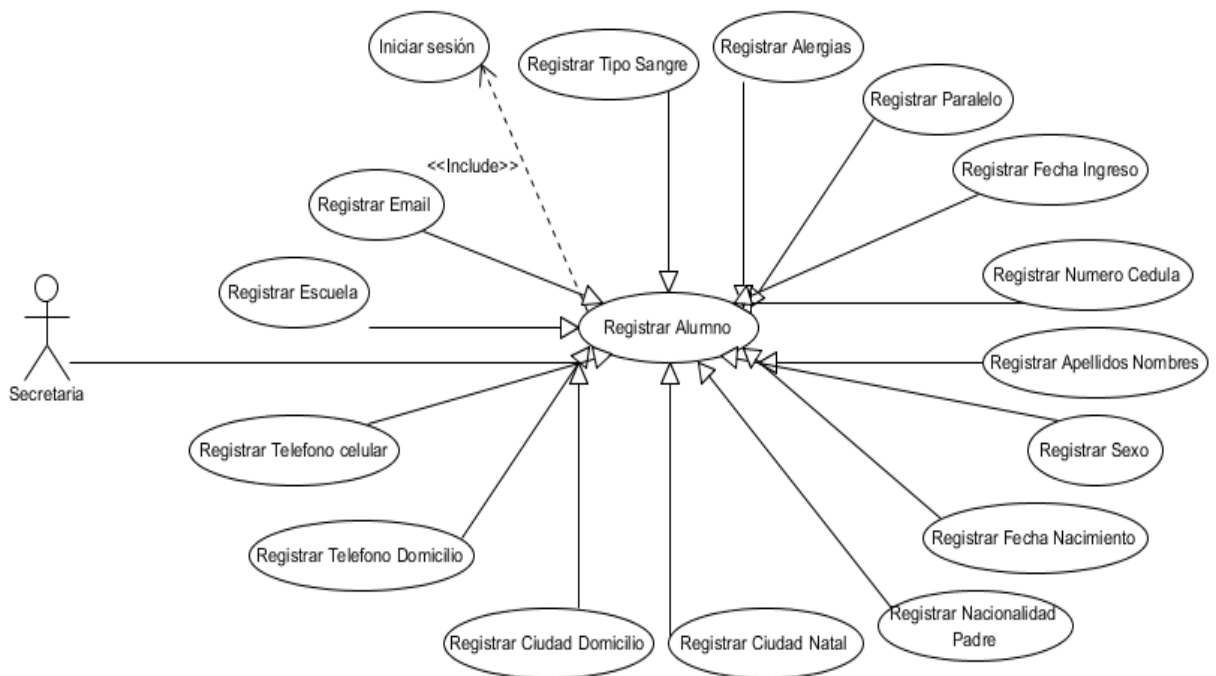 Iniciar sesión
Registrar Tipo Sangre
Registrar Alergias
Registrar Paralelo
<<Include>>
Registrar Fecha Ingreso
Registrar Email
Registrar Escuela
Registrar Numero Cedula
Registrar Alumno
Secretaria
Registrar Apellidos Nombres
Registrar Telefono celular
Registrar Sexo
Registrar Telefono Domicilio
Registrar Fecha Nacimiento
Registrar Ciudad Domicilio
Registrar Ciudad Natal
Registrar Nacionalidad
Padre